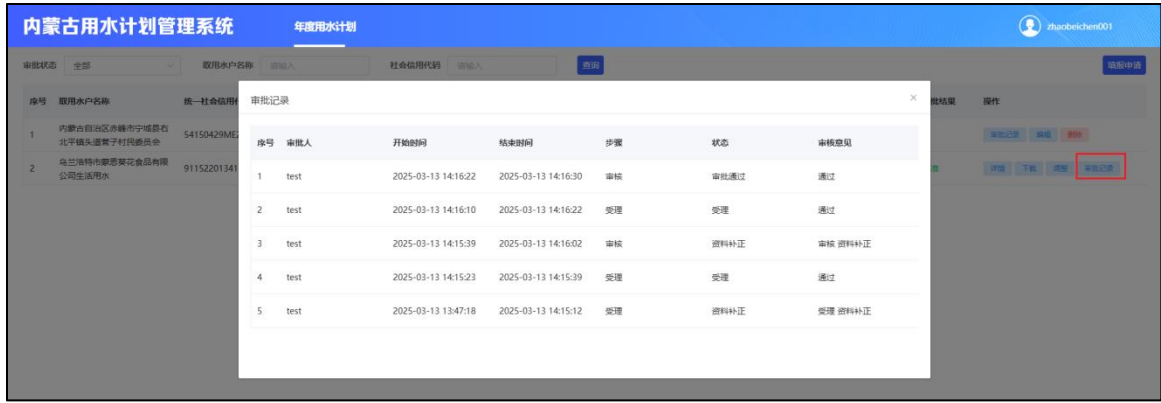 内蒙古用水计划管理系统 年度用水计划 zhaobeichen001
审批状态 全部 取用水户名称 请输入 社会信用代码 请输入 查询 填报申请
序号 取用水户名称 统一社会信用 批结果 操作
审批记录 ×
1 内蒙古自治区赤峰市宁城县右 54150429ME 审批记录 编辑 删除
北平镇头道营子村民委员会
2 乌兰浩特市蒙恩葵花食品有限 91152201341 详情 下载 调整 审批记录
公司生活用水
序号 审批人 开始时间 结束时间 步骤 状态 审核意见
1 test 2025-03-13 14:16:22 2025-03-13 14:16:30 审核 审批通过 通过
2 test 2025-03-13 14:16:10 2025-03-13 14:16:22 受理 受理 通过
3 test 2025-03-13 14:15:39 2025-03-13 14:16:02 审核 资料补正 审核 资料补正
4 test 2025-03-13 14:15:23 2025-03-13 14:15:39 受理 受理 通过
5 test 2025-03-13 13:47:18 2025-03-13 14:15:12 受理 资料补正 受理 资料补正